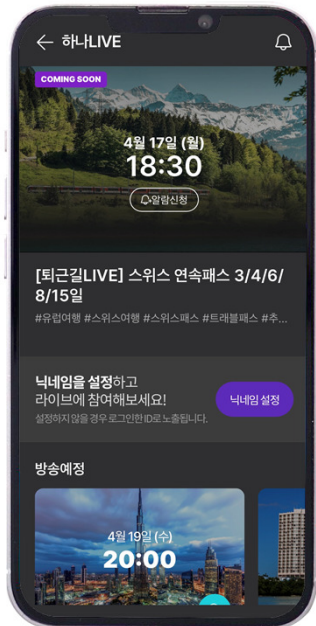 하나LIVE
COMING SOON
4월 17일 (월)
18:30
알람신청
[퇴근길LIVE] 스위스 연속패스 3/4/6/
8/15일
#유럽여행 #스위스여행 #스위스패스 #트래블패스 #추...
닉네임을 설정하고
라이브에 참여해보세요!
설정하지 않을 경우 로그인한 ID로 노출됩니다.
닉네임 설정
방송예정
4월 19일 (수)
20:00